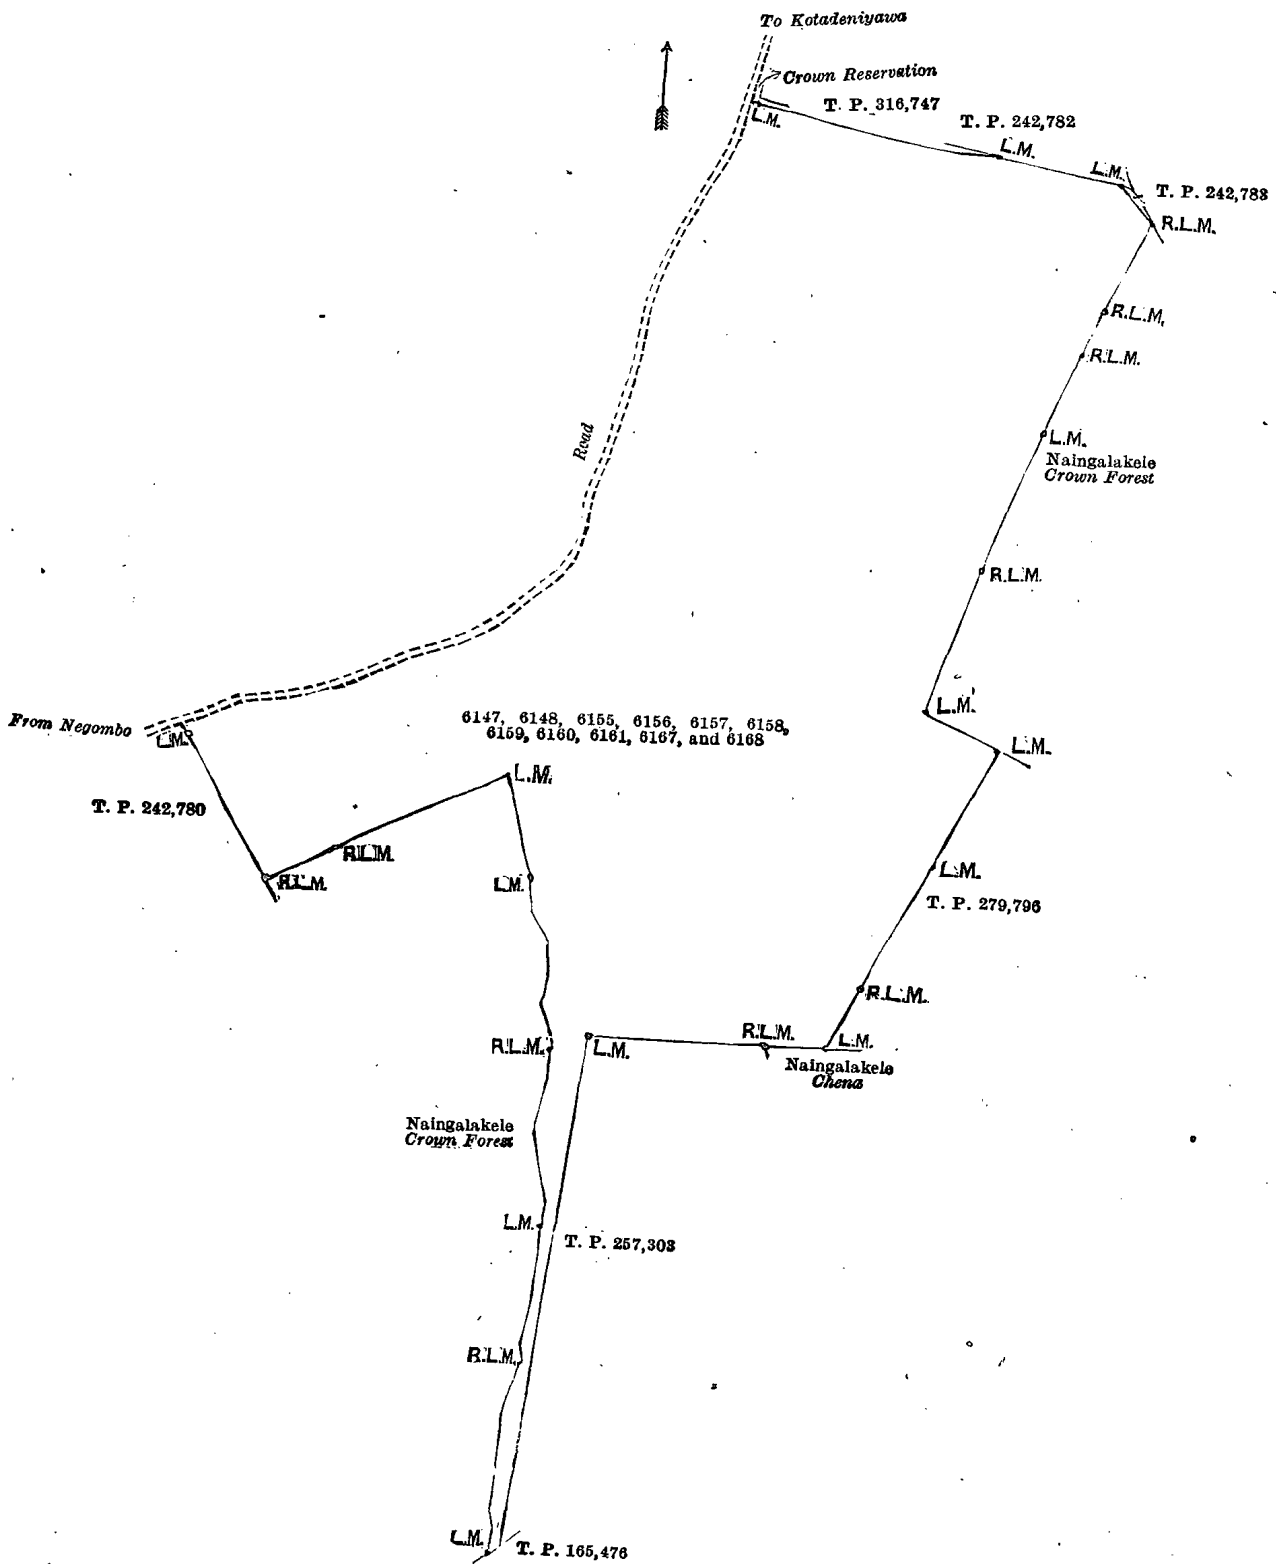 To Kotadeniyawa
Crown Reservation
T. P. 316,747
L.M.
T. P. 242,782
L.M.
L.M.
T. P. 242,783
R.L.M.
R.L.M.
R.L.M.
L.M.
Naingalakele
Crown Forest
Road
R.L.M.
L.M.
From Negombo
L.M.
6147, 6148, 6155, 6156, 6157, 6158,
6159, 6160, 6161, 6167, and 6168
L.M.
L.M.
T. P. 242,780
R.L.M.
R.L.M.
L.M.
L.M.
T. P. 279,796
R.L.M.
R.L.M.
L.M.
R.L.M.
L.M.
Naingalakele
Chena
Naingalakele
Crown Forest
L.M.
T. P. 257,303
R.L.M.
L.M.
T. P. 165,476